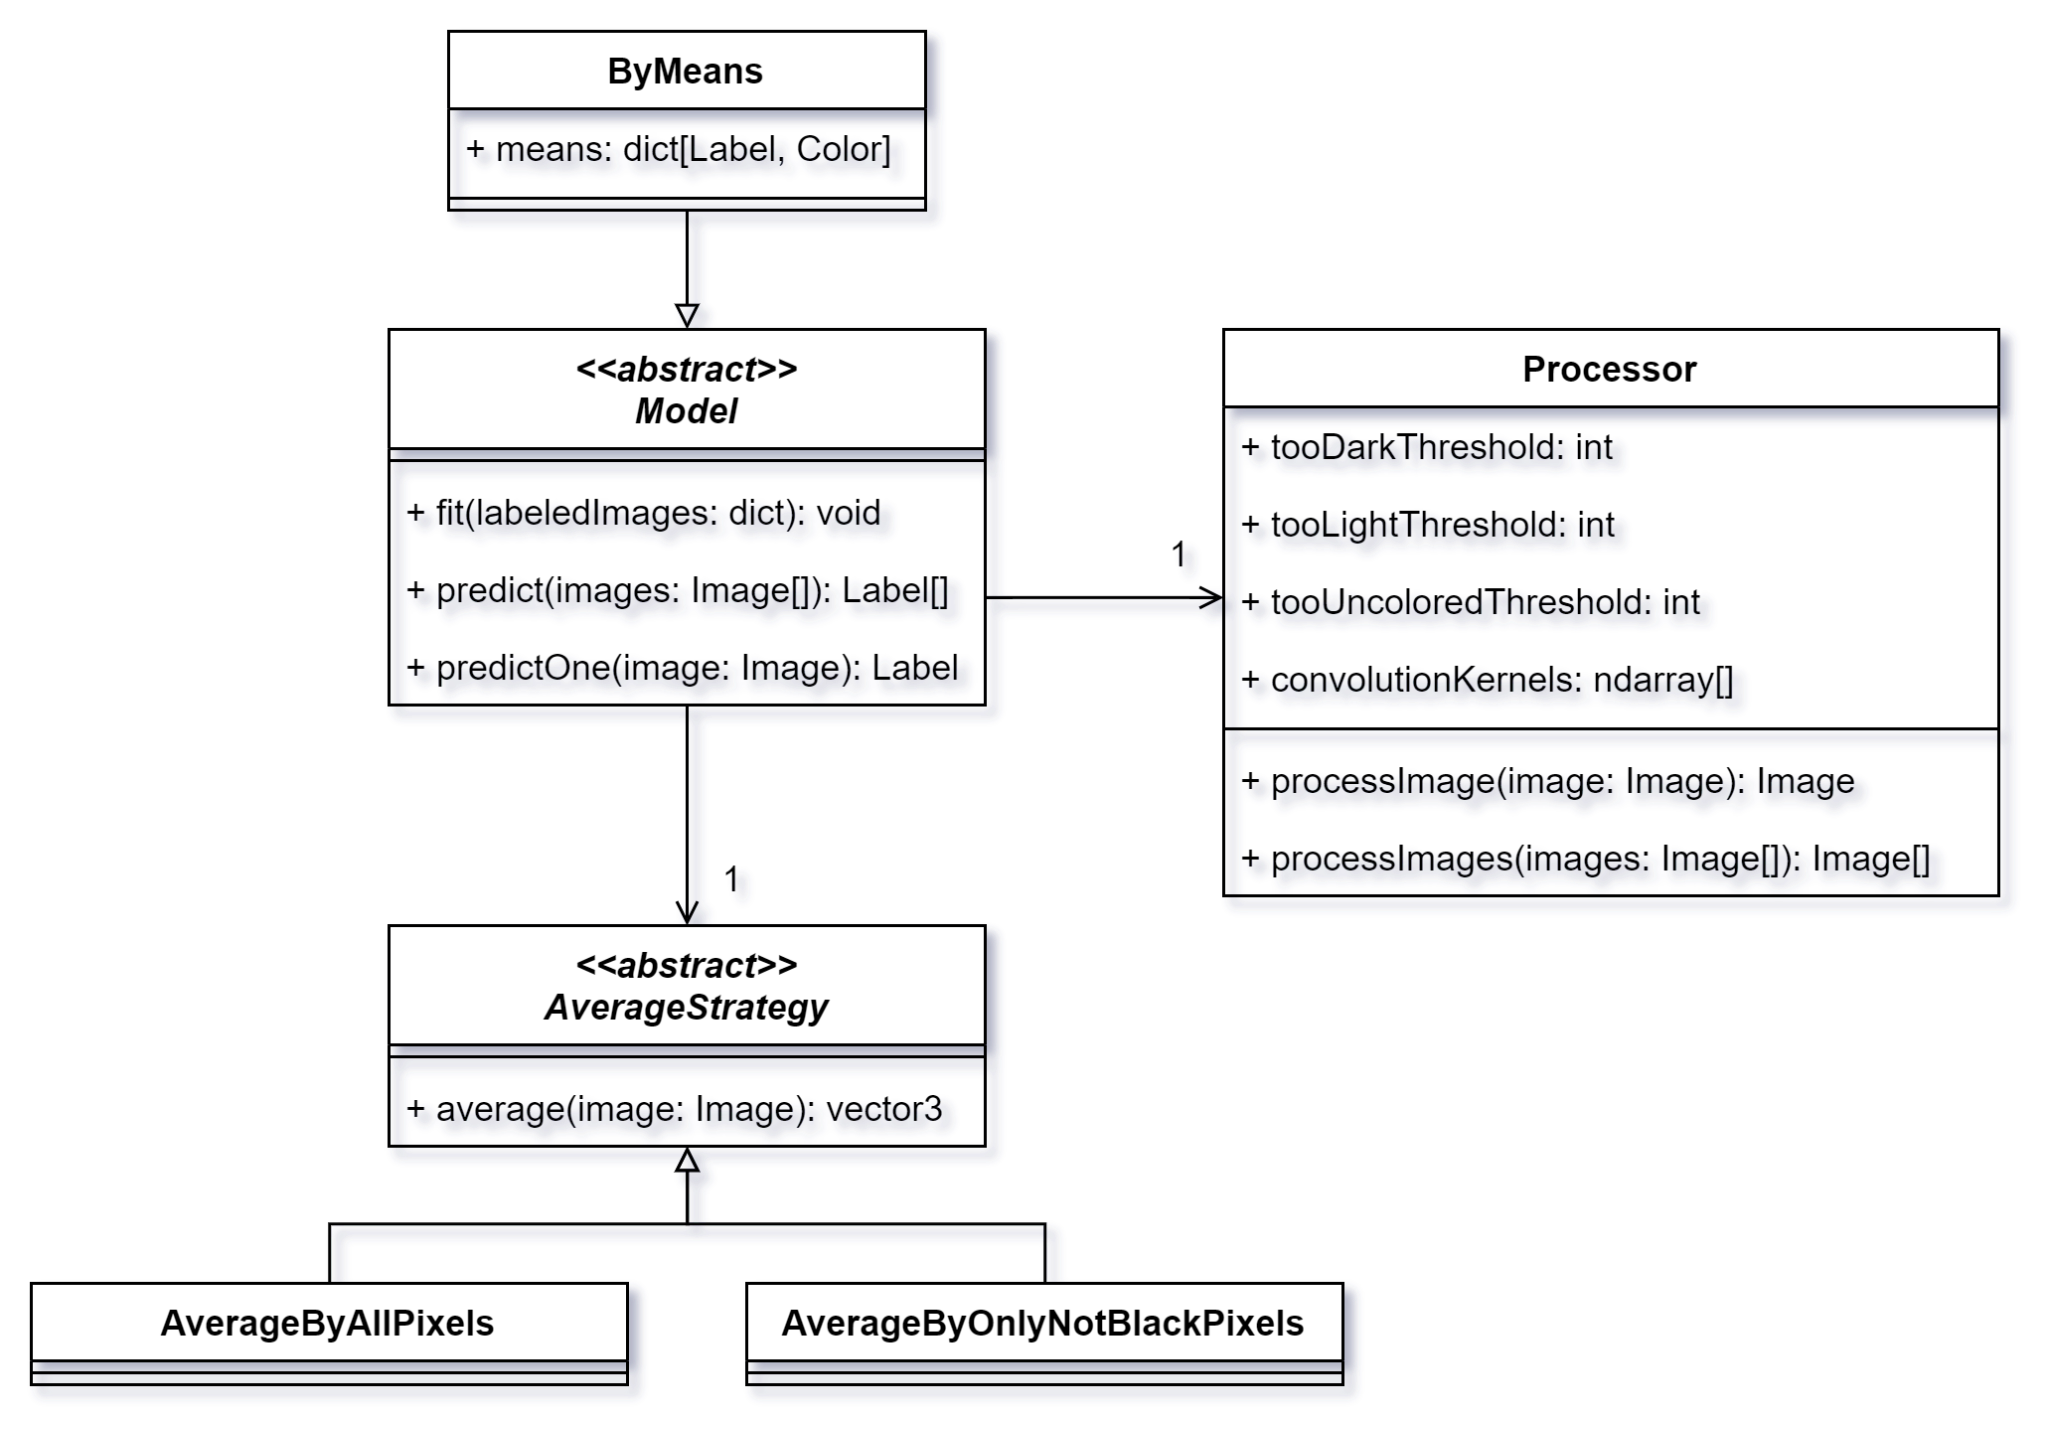 ByMeans
+ means: dict[Label, Color]
<<abstract>>
Model
+ fit(labeledImages: dict): void
+ predict(images: Image[]): Label[]
+ predictOne(image: Image): Label
1
Processor
+ tooDarkThreshold: int
+ tooLightThreshold: int
+ tooUncoloredThreshold: int
+ convolutionKernels: ndarray[]
+ processImage(image: Image): Image
+ processImages(images: Image[]): Image[]
1
<<abstract>>
AverageStrategy
+ average(image: Image): vector3
AverageByAllPixels
AverageByOnlyNotBlackPixels